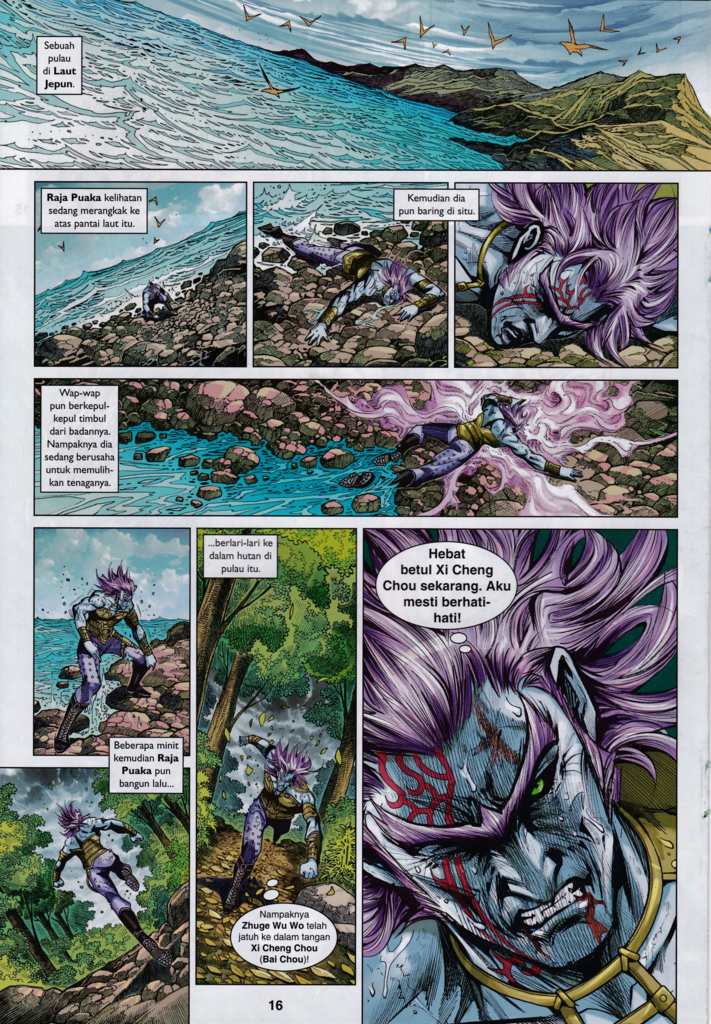 Sebuah
pulau
di Laut
Jepun.
Raja Puaka kelihatan
sedang merangkak ke
atas pantai laut itu.
Kemudian dia
pun baring di situ.
Wap-wap
pun berkepul-
kepul timbul
dari badannya.
Nampaknya dia
sedang berusaha
untuk memulih-
kan tenaganya.
Beberapa minit
kemudian Raja
Puaka pun
bangun lalu...
...berlari-lari ke
dalam hutan di
pulau itu.
Nampaknya
Zhuge Wu Wo telah
jatuh ke dalam tangan
Xi Cheng Chou
(Bai Chou)!
Hebat
betul Xi Cheng
Chou sekarang. Aku
mesti berhati-
hati!
16